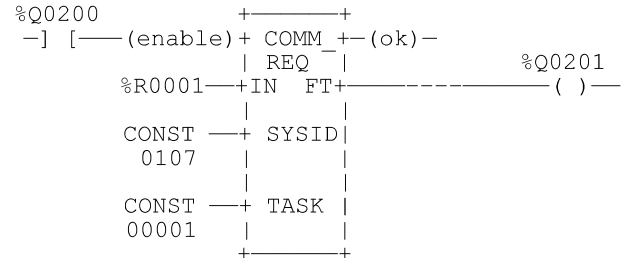 %Q0200
(enable) COMM_ (ok)
REQ %Q0201
%R0001 IN FT ( )
CONST SYSID
0107
CONST TASK
00001